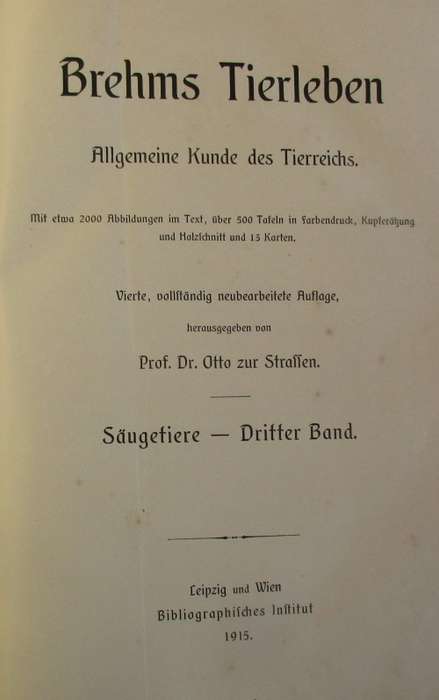 Brehms Tierleben
Allgemeine Kunde des Tierreichs.
Mit etwa 2000 Abbildungen im Text, über 500 Tafeln in Farbendruck, Kupferätzung
und Holzſchnitt und 13 Karten.
Vierte, vollſtändig neubearbeitete Auflage,
herausgegeben von
Prof. Dr. Otto zur Straſſen.
Säugetiere — Dritter Band.
Leipzig und Wien
Bibliographiſches Inſtitut
1915.